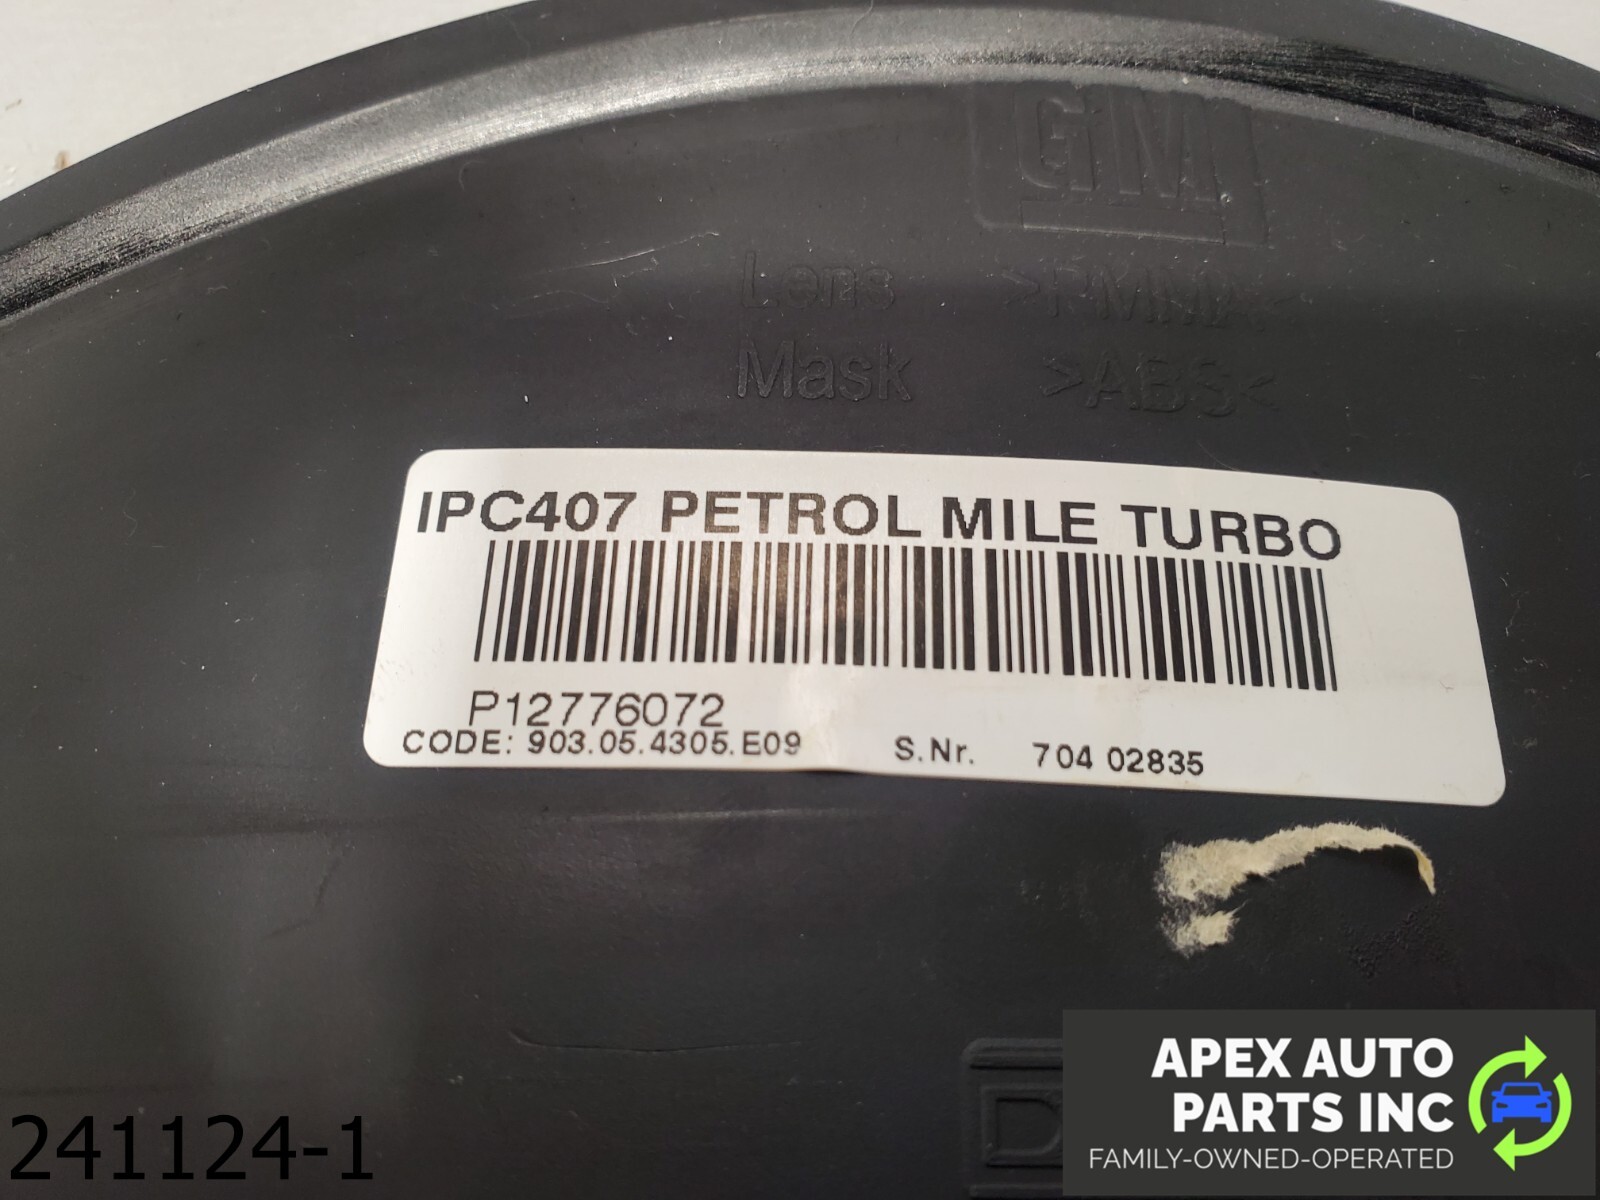 GM
Lens >PMMA<
Mask >ABS<
IPC407 PETROL MILE TURBO
P12776072
CODE: 903.05.4305.E09 S.Nr. 704 02835
241124-1
APEX AUTO
PARTS INC
FAMILY-OWNED-OPERATED